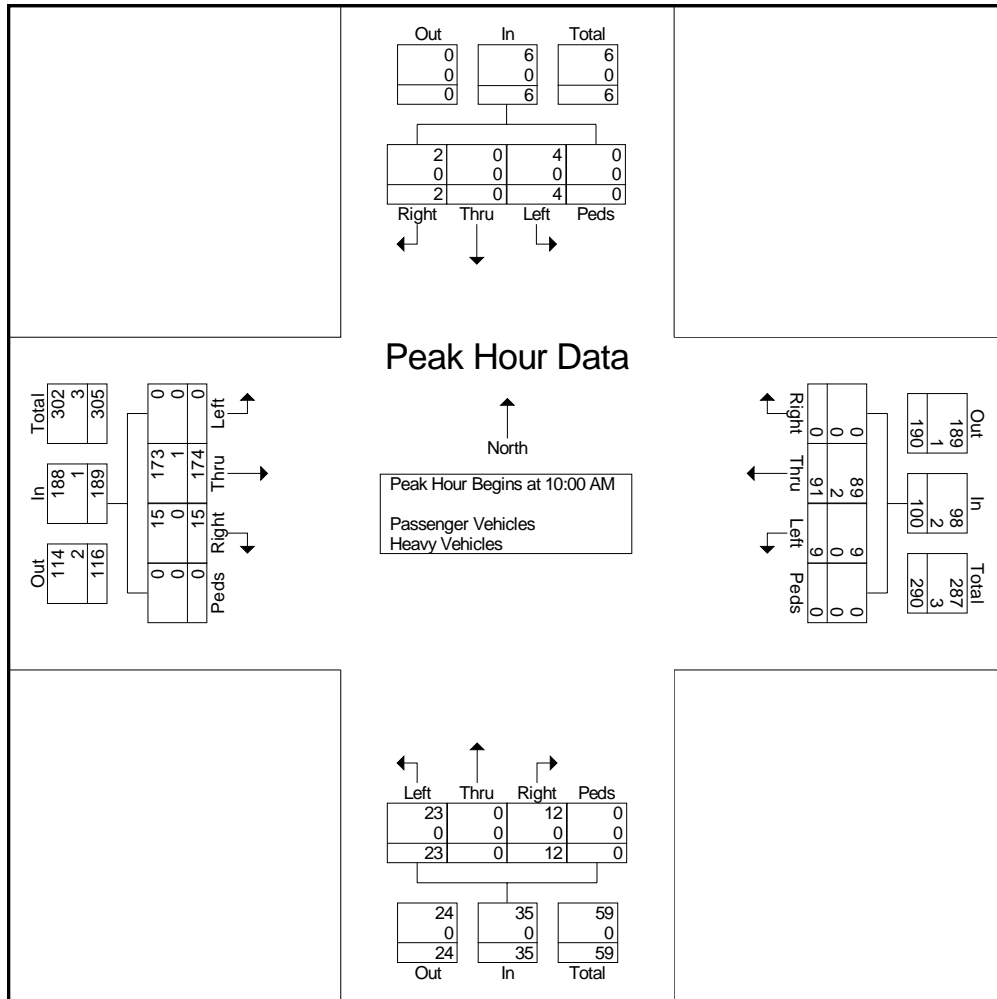 Out In Total
0 6 6
0 0 0
0 6 6
2 0 4 0
0 0 0 0
2 0 4 0
Right Thru Left Peds
Peak Hour Data
North
Peak Hour Begins at 10:00 AM
Passenger Vehicles
Heavy Vehicles
Total In Out
302 188 114
3 1 2
305 189 116
0 173 15 0
0 1 0 0
0 174 15 0
Left Thru Right Peds
Right Thru Left Peds
0 91 9 0
0 2 0 0
0 89 9 0
190 100 290
1 2 3
189 98 287
Out In Total
Left Thru Right Peds
23 0 12 0
0 0 0 0
23 0 12 0
24 35 59
0 0 0
24 35 59
Out In Total